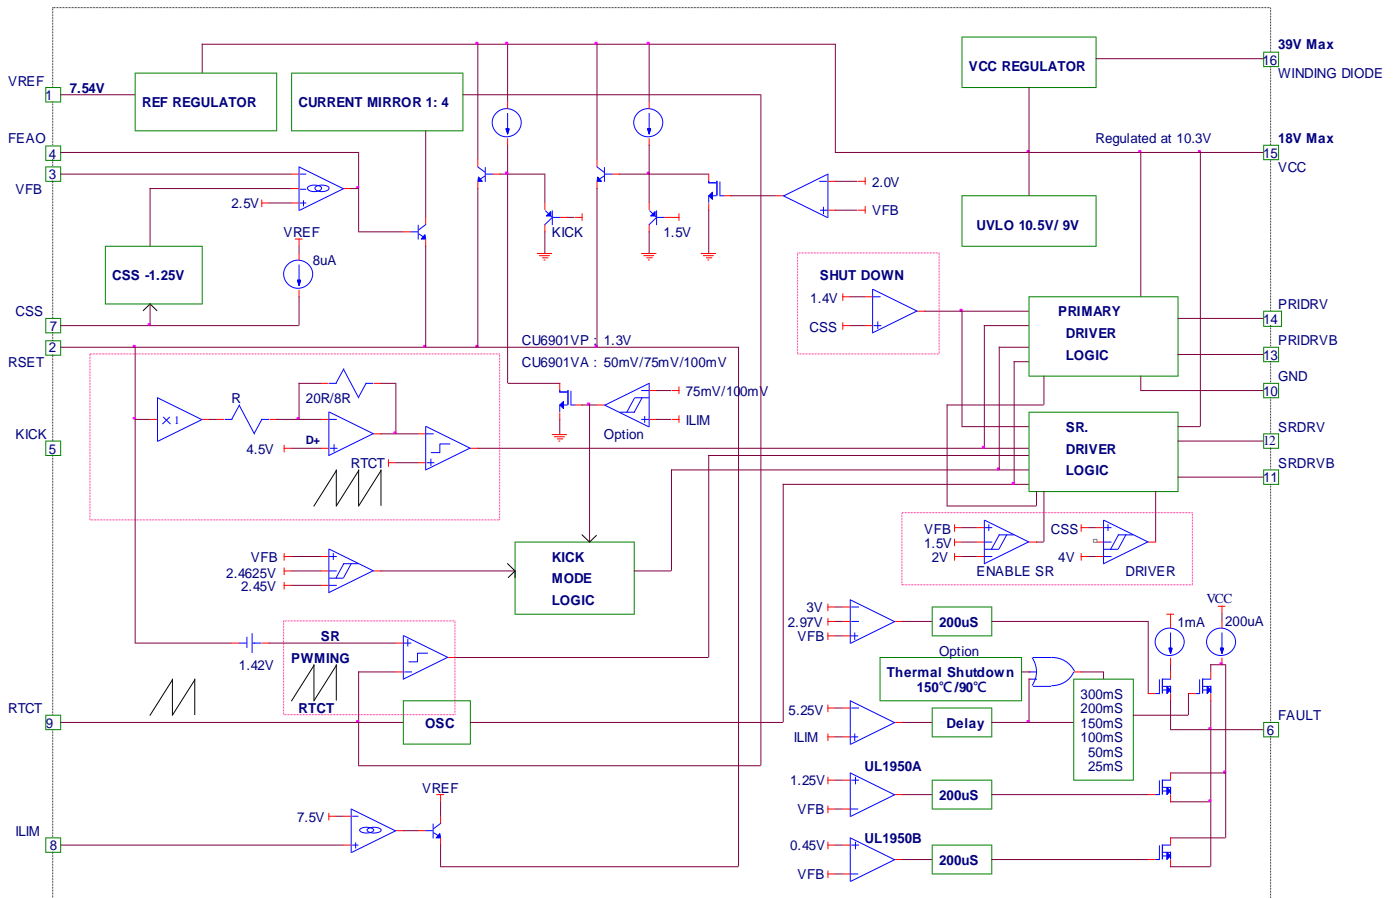 39V Max
16
WINDING DIODE
VCC REGULATOR
VREF
1
7.54V
REF REGULATOR
CURRENT MIRROR 1: 4
FEAO
4
3
VFB
2.5V
Regulated at 10.3V
18V Max
15
VCC
2.0V
VFB
KICK
1.5V
UVLO 10.5V/ 9V
VREF
8uA
CSS -1.25V
CSS
7
2
RSET
SHUT DOWN
1.4V
CSS
PRIMARY
DRIVER
LOGIC
PRIDRV
14
PRIDRVB
13
GND
10
CU6901VP : 1.3V
CU6901VA : 50mV/75mV/100mV
75mV/100mV
ILIM
Option
R
20R/8R
X 1
D+
4.5V
RTCT
KICK
5
SR.
DRIVER
LOGIC
SRDRV
12
SRDRVB
11
VFB
1.5V
2V
ENABLE SR
CSS
4V
DRIVER
VFB
2.4625V
2.45V
KICK
MODE
LOGIC
3V
2.97V
VFB
200uS
1mA
VCC
200uA
1.42V
SR
PWMING
RTCT
Option
Thermal Shutdown
150℃/90℃
RTCT
9
OSC
5.25V
ILIM
Delay
300mS
200mS
150mS
100mS
50mS
25mS
FAULT
6
UL1950A
1.25V
VFB
200uS
VREF
7.5V
ILIM
8
UL1950B
0.45V
VFB
200uS